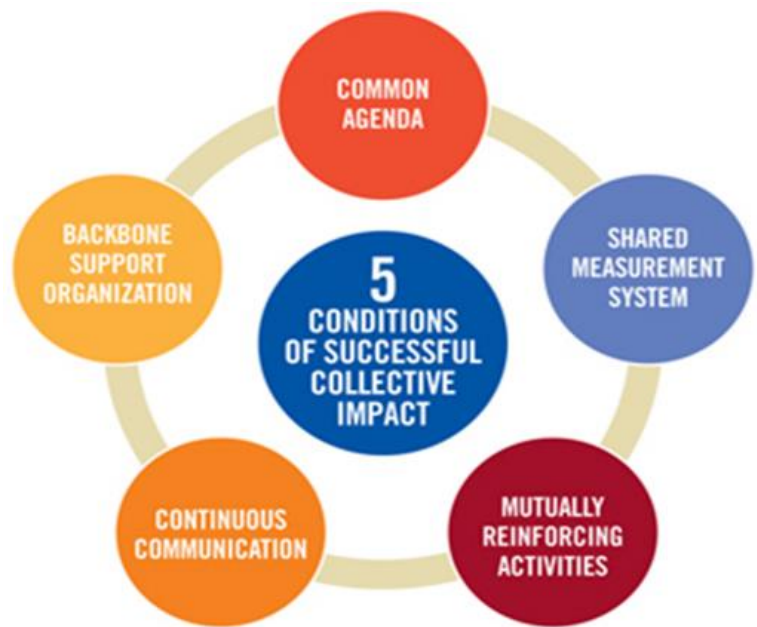 COMMON
AGENDA
SHARED
MEASUREMENT
SYSTEM
MUTUALLY
REINFORCING
ACTIVITIES
CONTINUOUS
COMMUNICATION
BACKBONE
SUPPORT
ORGANIZATION
5
CONDITIONS
OF SUCCESSFUL
COLLECTIVE
IMPACT